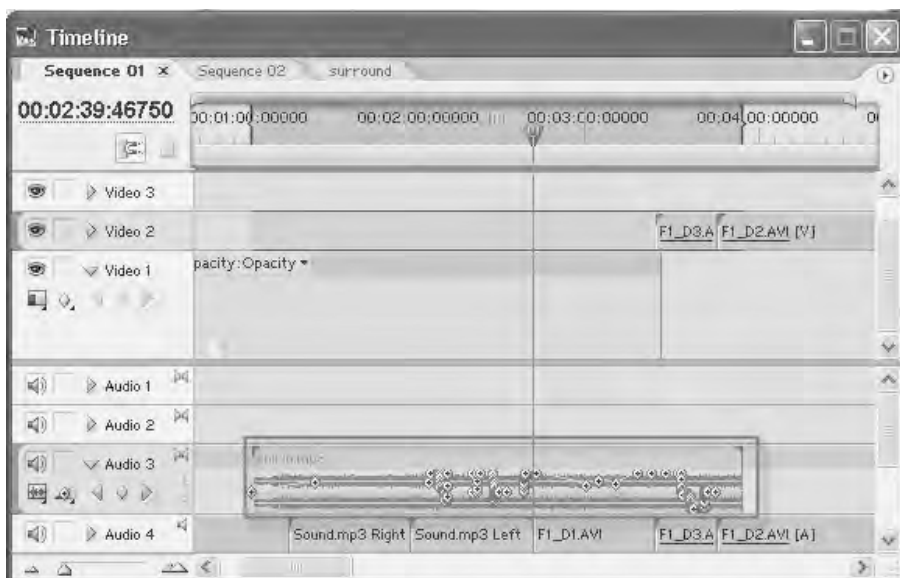 Timeline
Sequence 01 × Sequence 02 surround
00:02:39:46750
00:01:00:00000 00:02:00:00000 00:03:00:00000 00:04:00:00000
Video 3
Video 2 F1_D3.A F1_D2.AVI [V]
Video 1 pacity:Opacity
Audio 1
Audio 2
Audio 3
Audio 4 Sound.mp3 Right Sound.mp3 Left F1_D1.AVI F1_D3.A F1_D2.AVI [A]